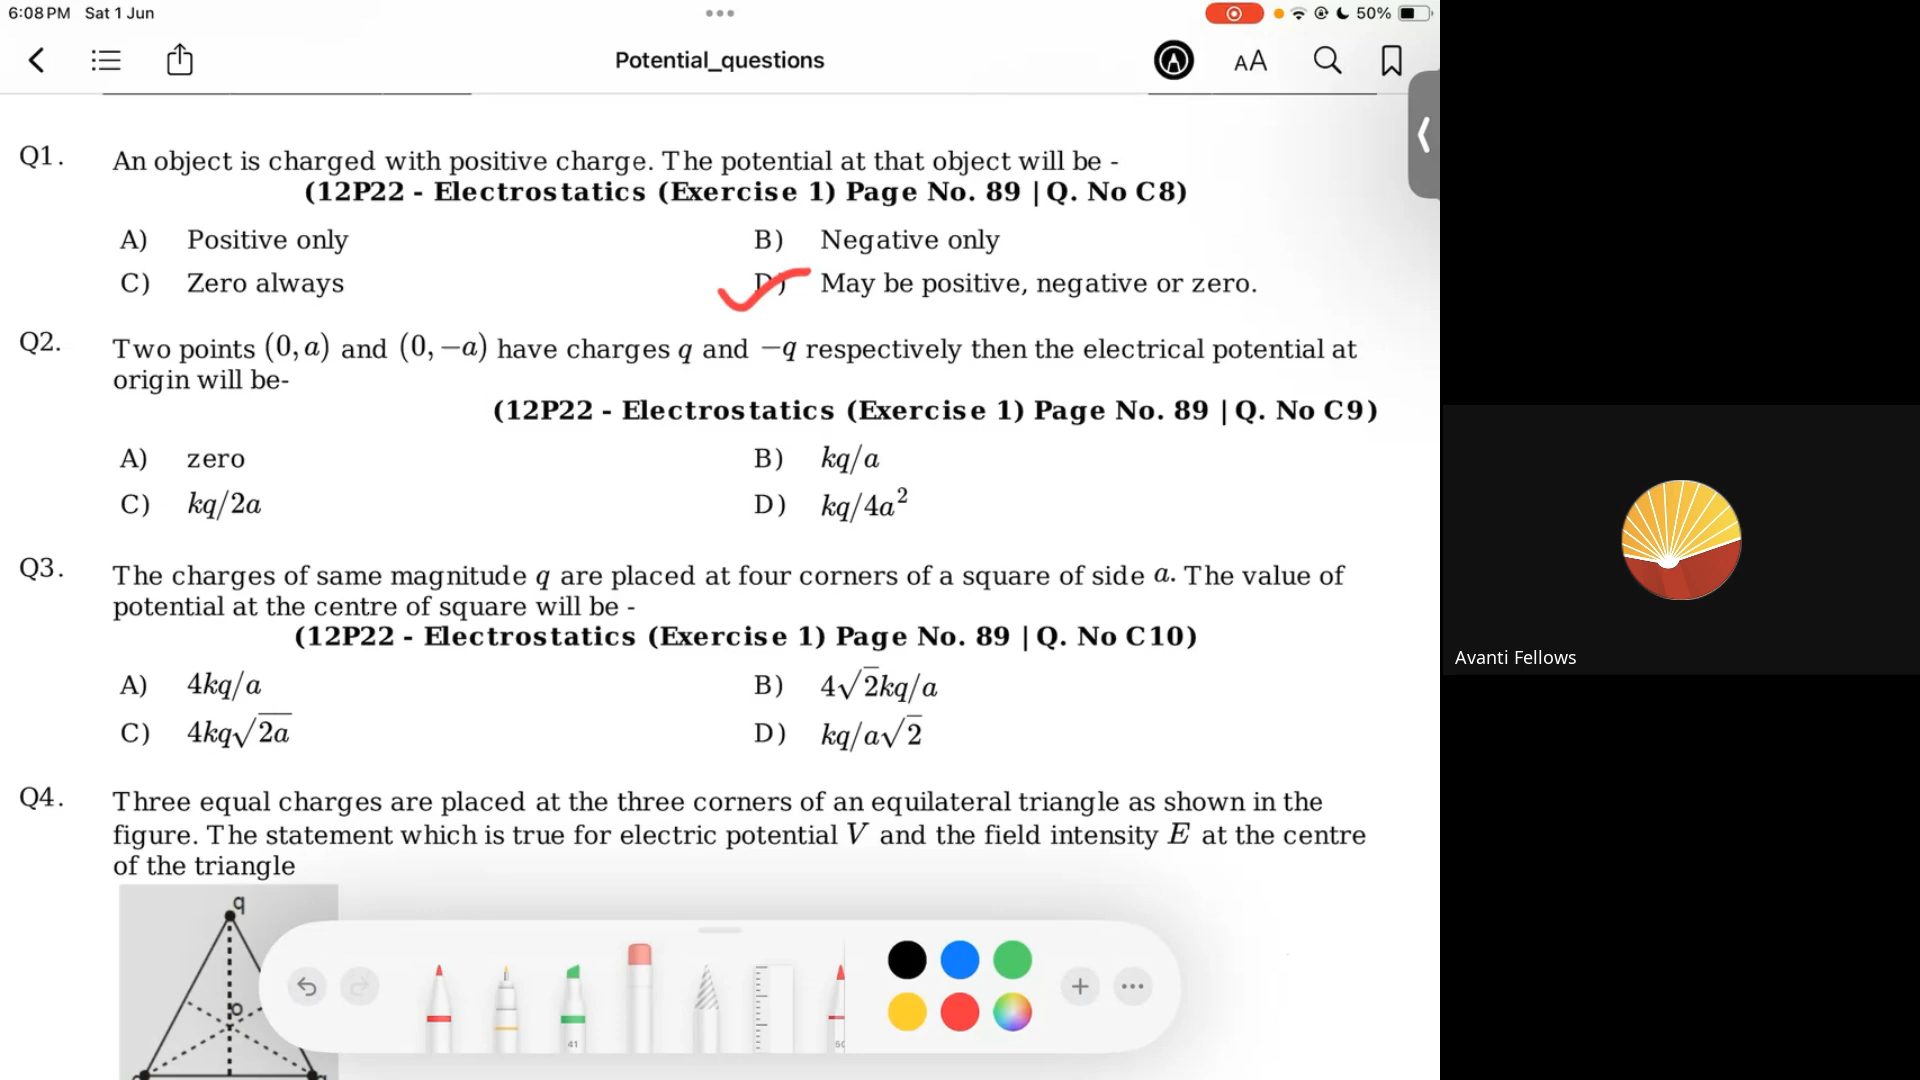 6:08 PM Sat 1 Jun
50%
Potential_questions
AA
Q1. An object is charged with positive charge. The potential at that object will be -
(12P22 - Electrostatics (Exercise 1) Page No. 89 | Q. No C8)
A) Positive only B) Negative only
C) Zero always D) May be positive, negative or zero.
Q2. Two points (0, a) and (0, −a) have charges q and −q respectively then the electrical potential at
origin will be-
(12P22 - Electrostatics (Exercise 1) Page No. 89 | Q. No C9)
A) zero B) kq/a
C) kq/2a D) kq/4a²
Q3. The charges of same magnitude q are placed at four corners of a square of side a. The value of
potential at the centre of square will be -
(12P22 - Electrostatics (Exercise 1) Page No. 89 | Q. No C10)
A) 4kq/a B) 4√2kq/a
C) 4kq√2a D) kq/a√2
Q4. Three equal charges are placed at the three corners of an equilateral triangle as shown in the
figure. The statement which is true for electric potential V and the field intensity E at the centre
of the triangle
q
o
41
Avanti Fellows